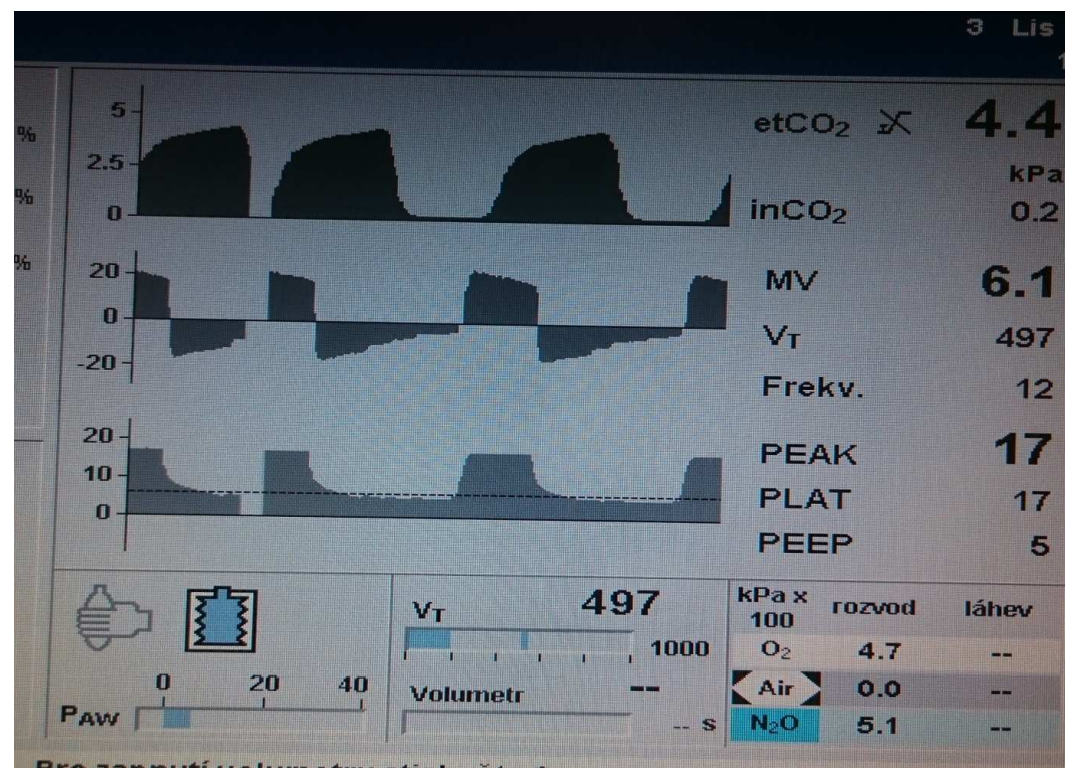 3 Lis
%
5
etCO2 4.4
2.5
kPa
%
0
inCO2 0.2
%
20
MV 6.1
0
VT 497
-20
Frekv. 12
20
PEAK 17
10
PLAT 17
0
PEEP 5
VT 497
1000
Volumetr --
-- s
0 20 40
PAW
kPa x 100 rozvod láhev
O2 4.7 --
Air 0.0 --
N2O 5.1 --